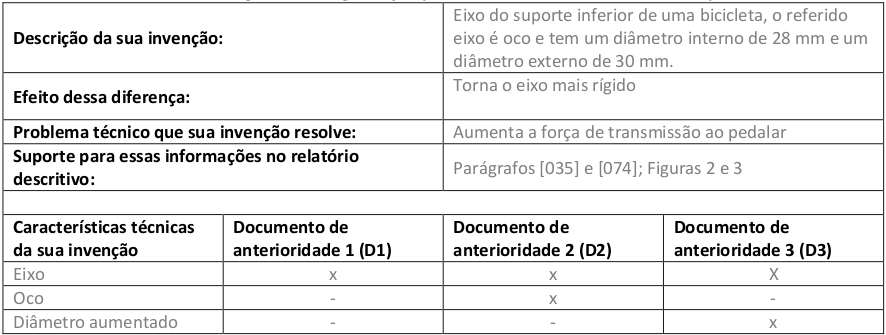 Descrição da sua invenção:
Eixo do suporte inferior de uma bicicleta, o referido
eixo é oco e tem um diâmetro interno de 28 mm e um
diâmetro externo de 30 mm.
Efeito dessa diferença:
Torna o eixo mais rígido
Problema técnico que sua invenção resolve:
Aumenta a força de transmissão ao pedalar
Suporte para essas informações no relatório
descritivo:
Parágrafos [035] e [074]; Figuras 2 e 3
Características técnicas
da sua invenção
Documento de
anterioridade 1 (D1)
Documento de
anterioridade 2 (D2)
Documento de
anterioridade 3 (D3)
Eixo x x X
Oco - x -
Diâmetro aumentado - - x